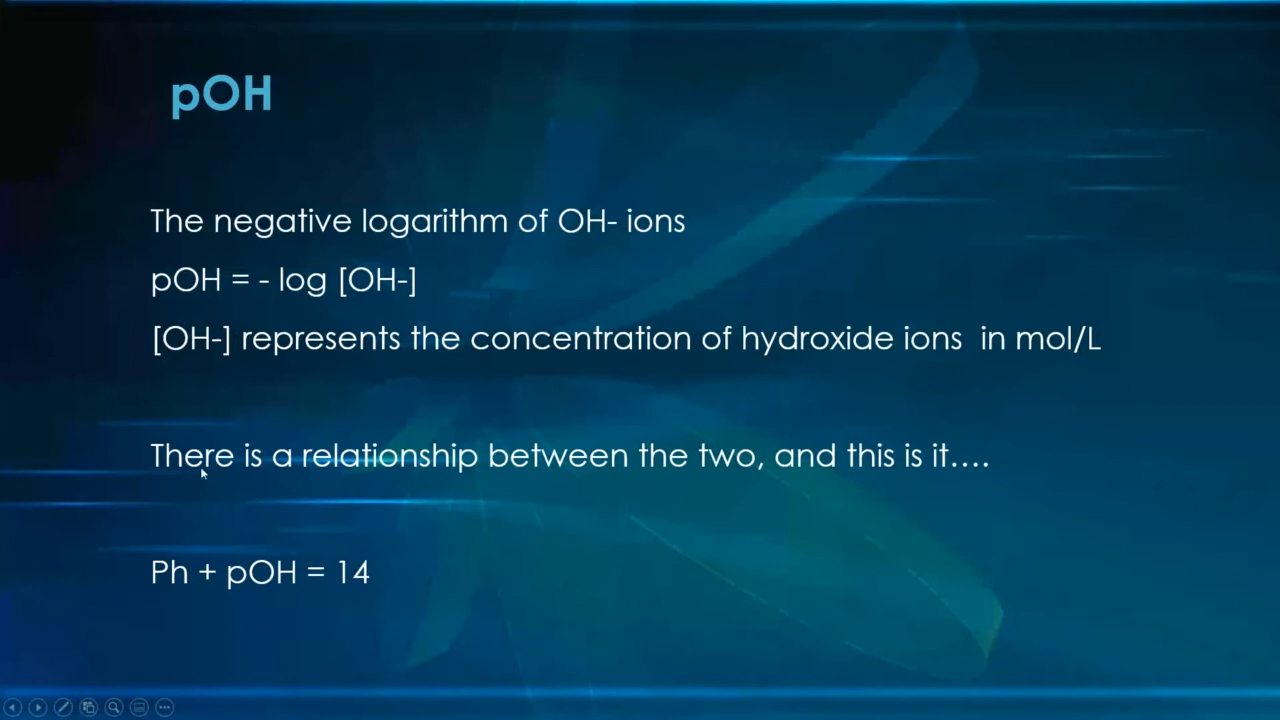 pOH
The negative logarithm of OH- ions
pOH = - log [OH-]
[OH-] represents the concentration of hydroxide ions  in mol/L
There is a relationship between the two, and this is it....
Ph + pOH = 14